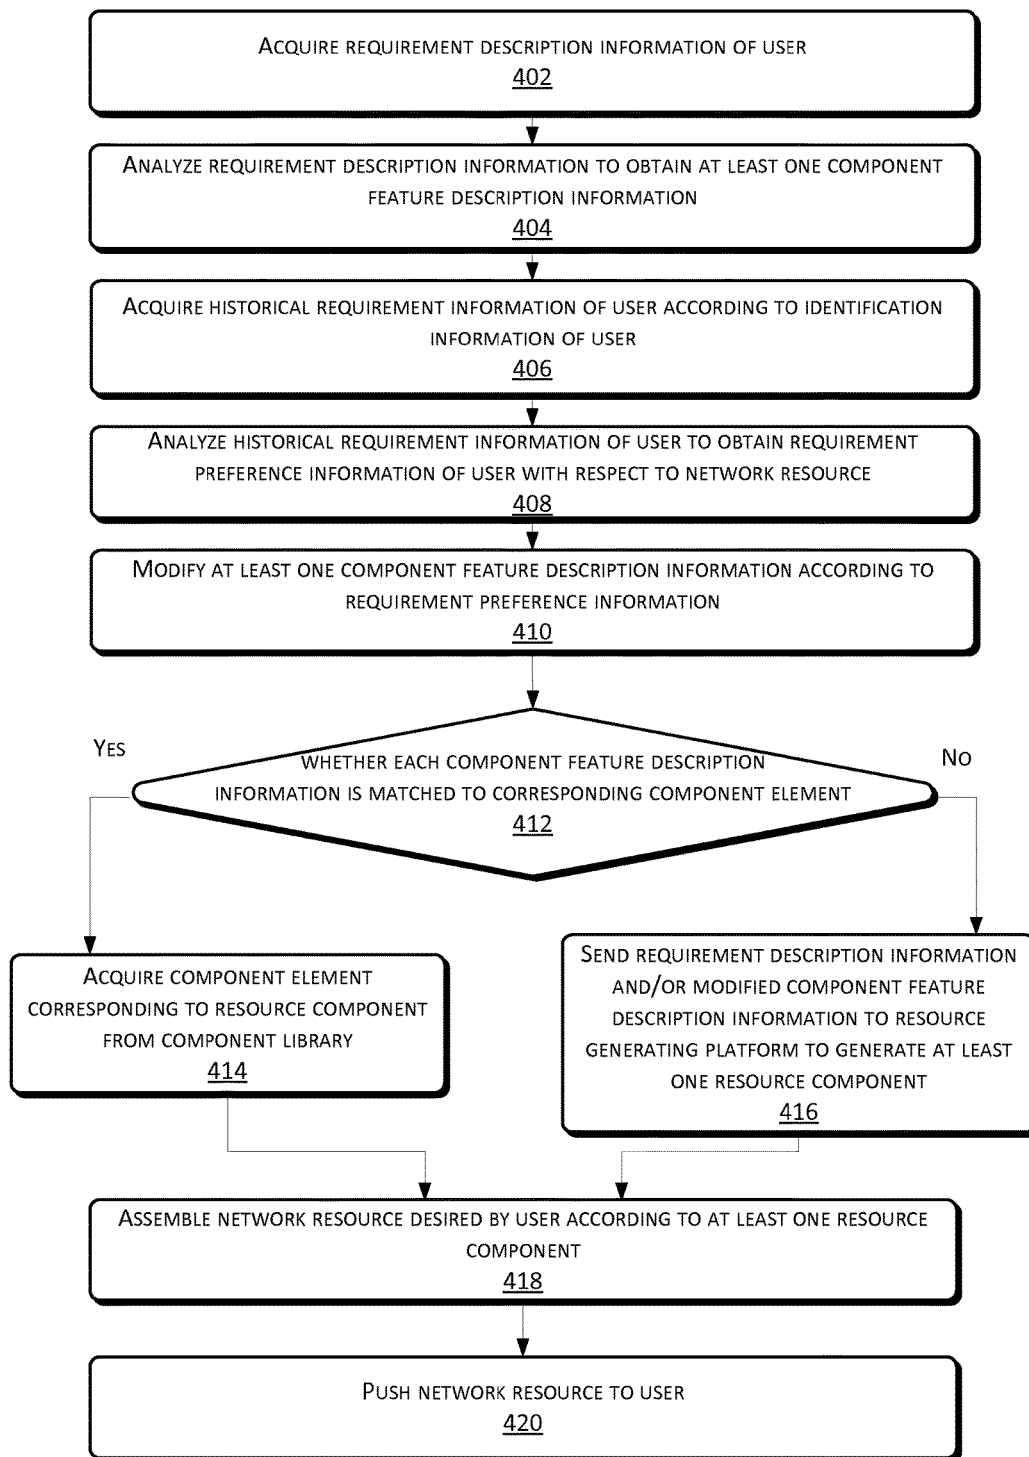 Acquire requirement description information of user
402
Analyze requirement description information to obtain at least one component
feature description information
404
Acquire historical requirement information of user according to identification
information of user
406
Analyze historical requirement information of user to obtain requirement
preference information of user with respect to network resource
408
Modify at least one component feature description information according to
requirement preference information
410
Yes
No
whether each component feature description
information is matched to corresponding component element
412
Acquire component element
corresponding to resource component
from component library
414
Send requirement description information
and/or modified component feature
description information to resource
generating platform to generate at least
one resource component
416
Assemble network resource desired by user according to at least one resource
component
418
Push network resource to user
420